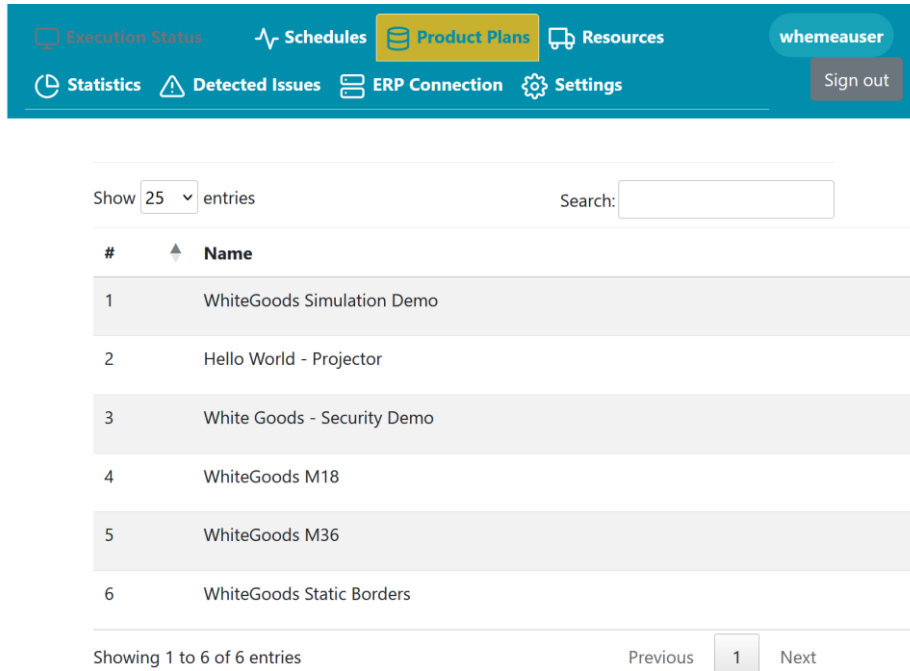 Execution Status Schedules Product Plans Resources whemeauser
Statistics Detected Issues ERP Connection Settings Sign out
Show 25 entries Search:
# Name
1 WhiteGoods Simulation Demo
2 Hello World - Projector
3 White Goods - Security Demo
4 WhiteGoods M18
5 WhiteGoods M36
6 WhiteGoods Static Borders
Showing 1 to 6 of 6 entries Previous 1 Next